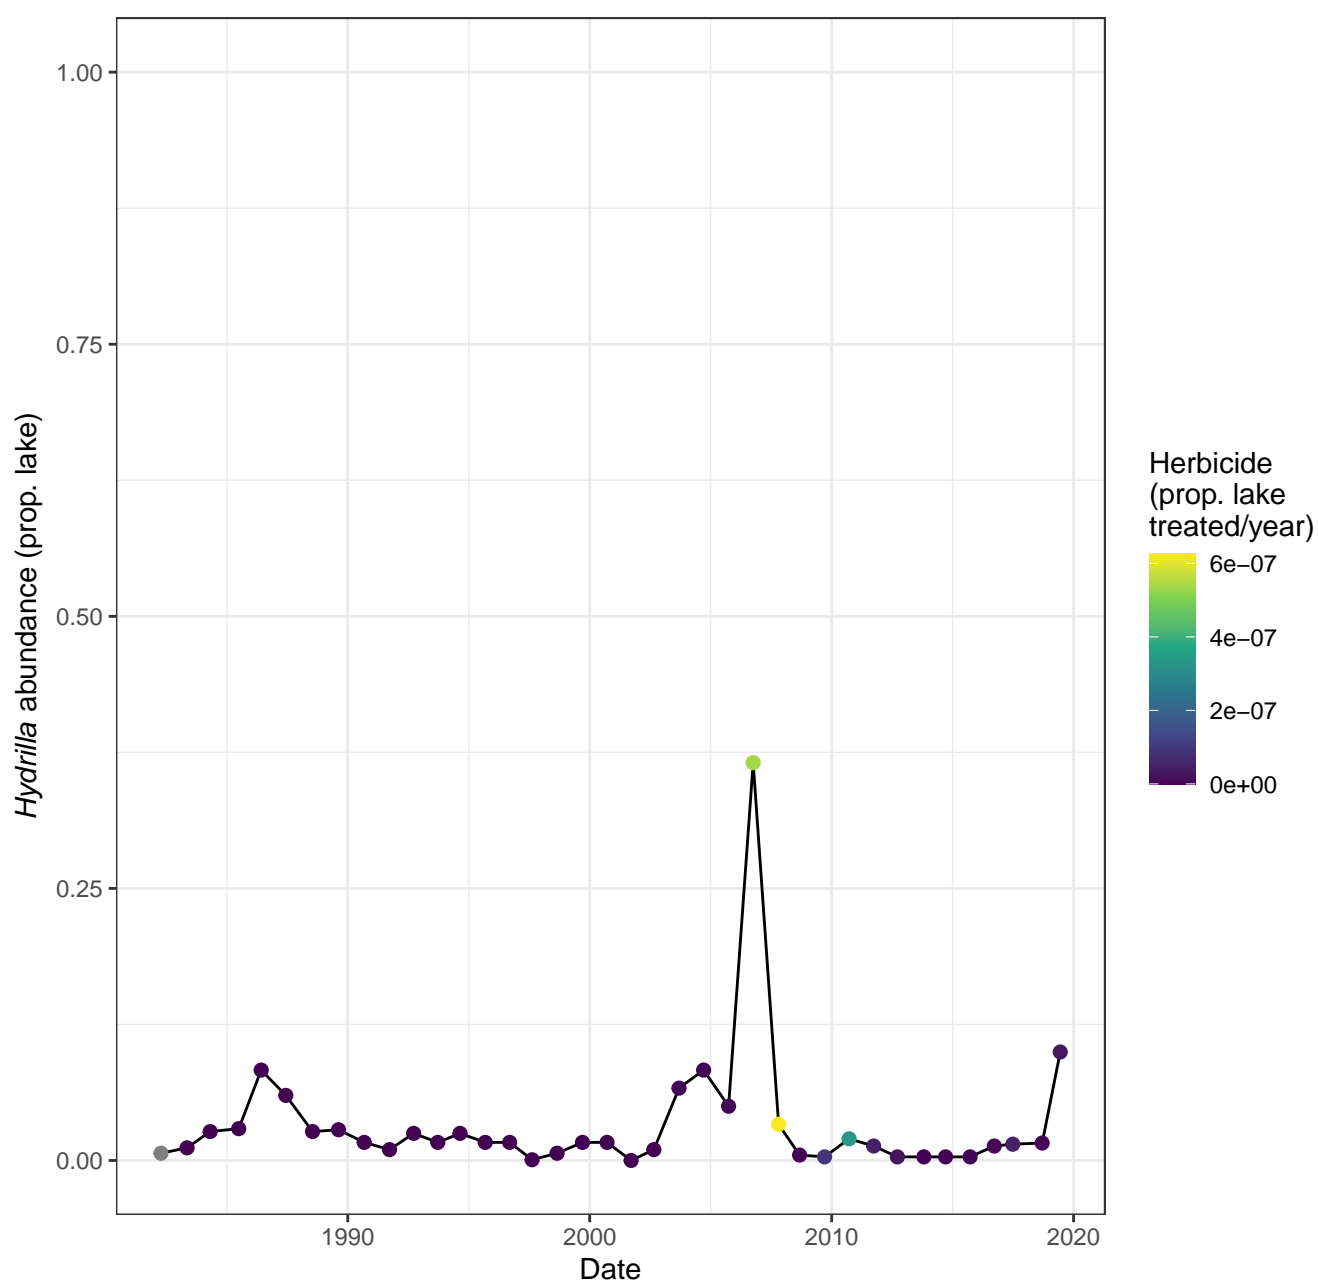 1.00
0.75
0.50
0.25
0.00
Hydrilla abundance (prop. lake)
1990
2000
2010
2020
Date
Herbicide
(prop. lake
treated/year)
6e−07
4e−07
2e−07
0e+00